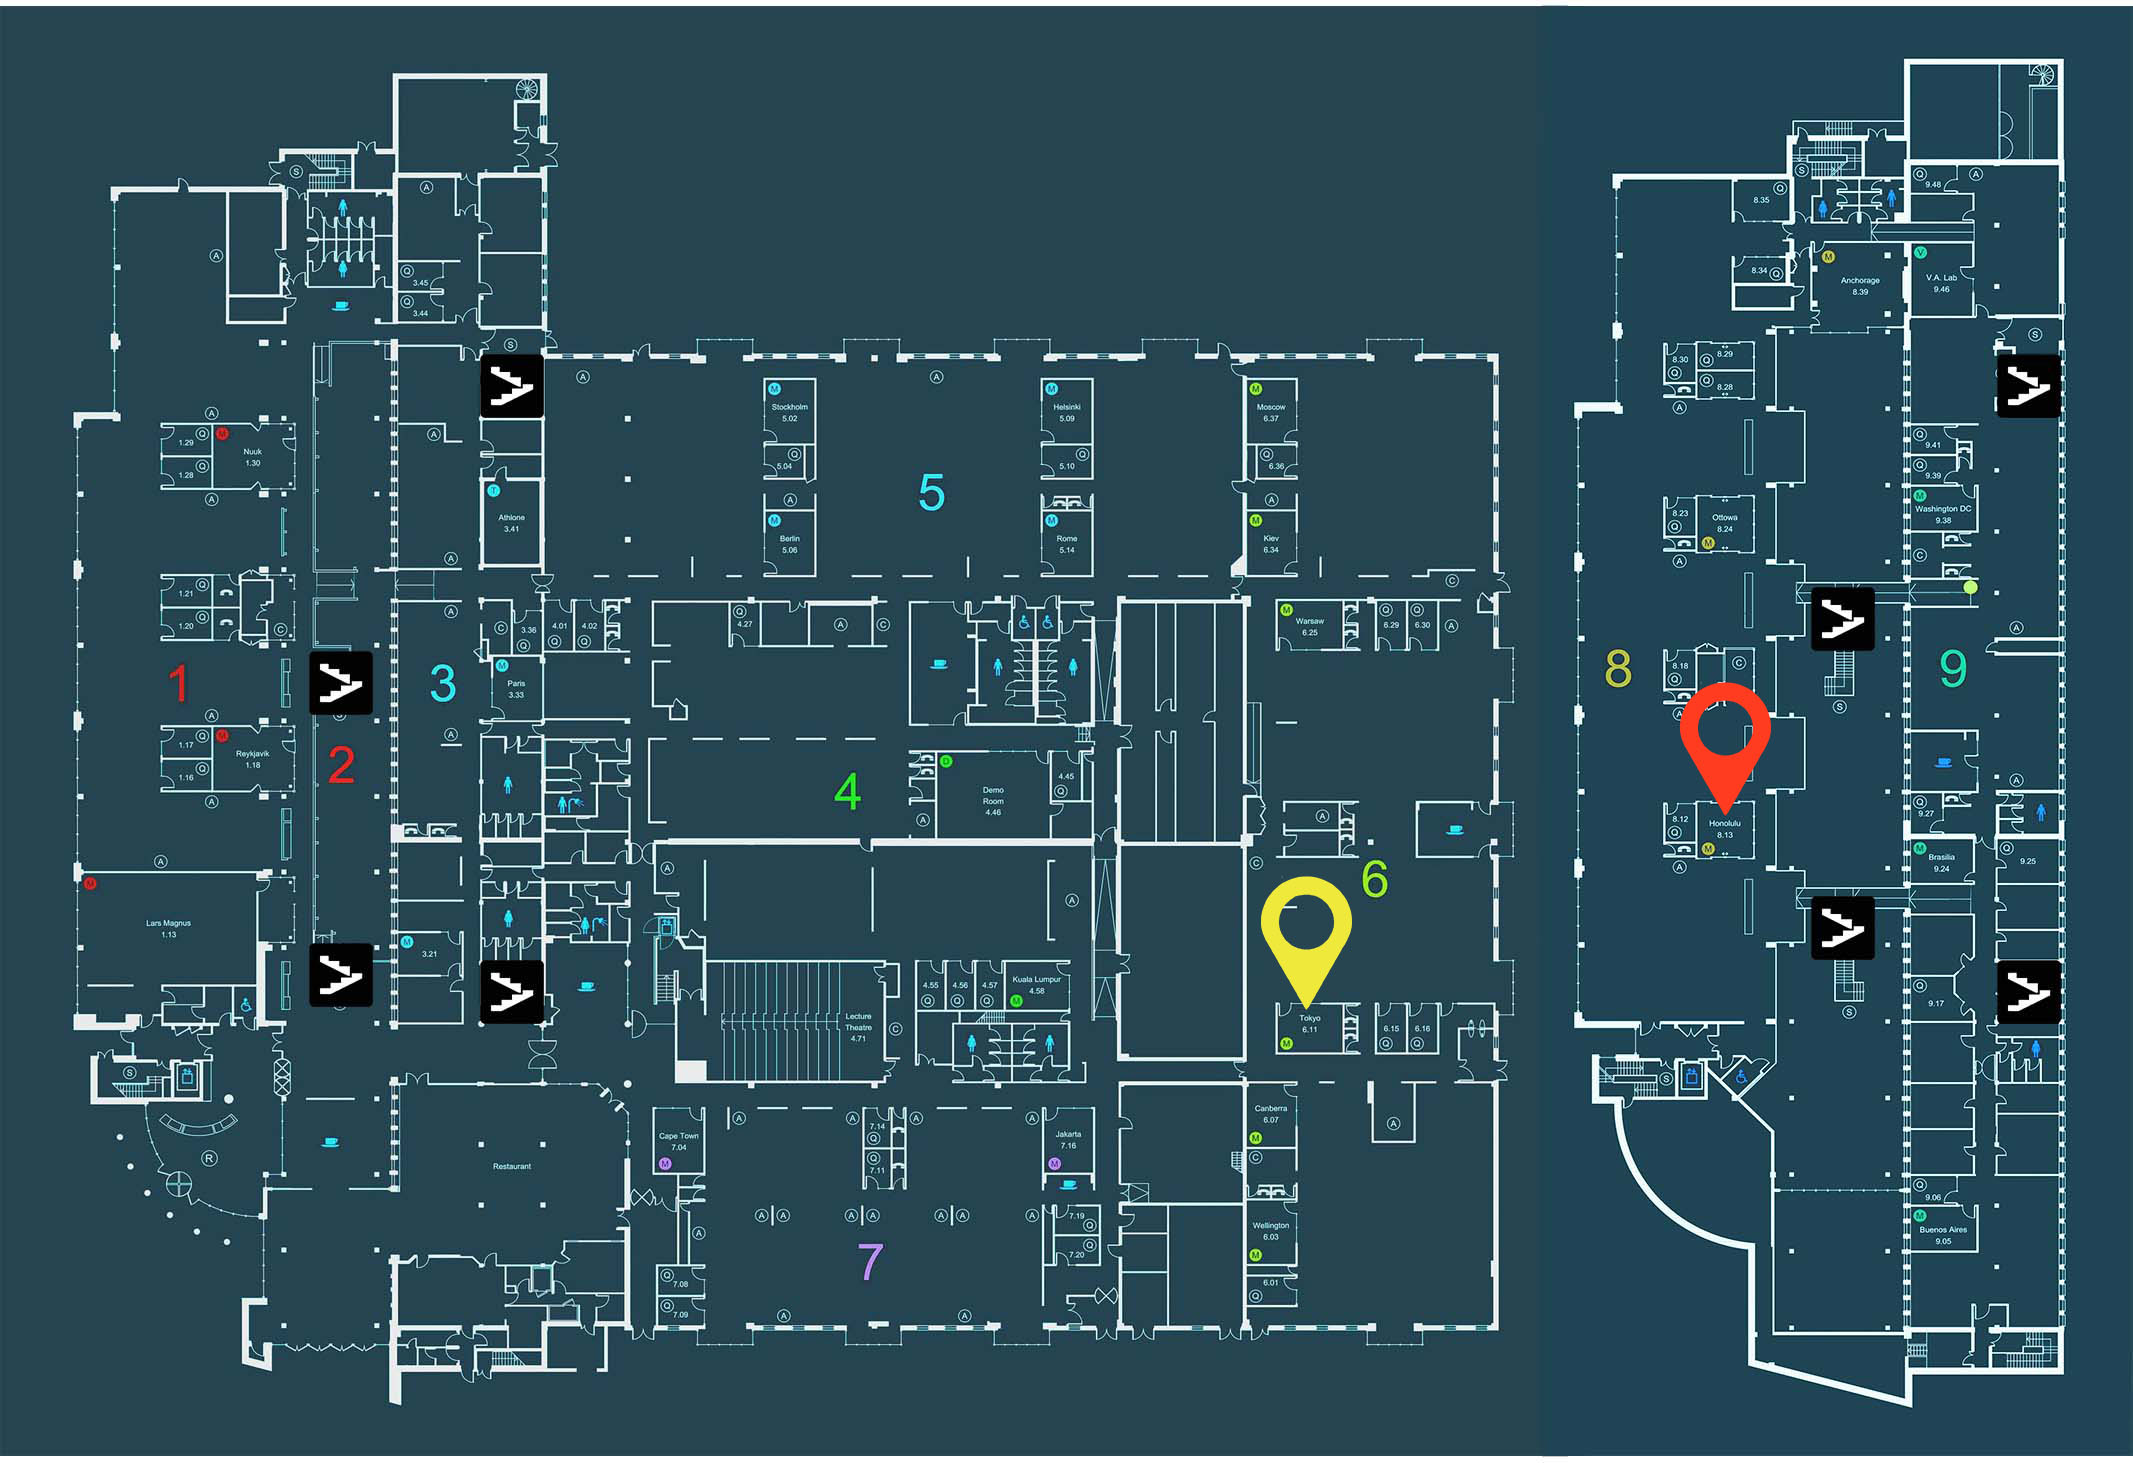 S
A
A
Q
3.45
Q
3.44
S
A
Q
1.29
M
Nuuk
1.30
Q
1.28
A
A
A
T
Athlone
3.41
A
Q
1.21
Q
1.20
C
A
C
3.36
Q
4.01
Q
4.02
Q
1
2
3
M
Paris
3.33
A
A
Q
1.17
M
Reykjavik
1.18
Q
1.16
A
A
M
Lars Magnus
1.13
M
3.21
S
R
Restaurant
A
A
M
Stockholm
5.02
Q
5.04
A
M
Berlin
5.06
5
M
Helsinki
5.09
Q
5.10
M
Rome
5.14
M
Moscow
6.37
Q
6.36
A
M
Kiev
6.34
C
Q
4.27
A
C
4
D
Demo
Room
4.46
4.45
Q
A
A
A
Lecture
Theatre
4.71
C
4.55
Q
4.56
Q
4.57
Q
Kuala Lumpur
4.58
M
M
Warsaw
6.25
Q
6.29
Q
6.30
A
A
C
6
Tokyo
6.11
M
6.15
Q
6.16
Q
Canberra
6.07
M
C
A
Wellington
6.03
M
6.01
Q
Cape Town
7.04
M
A
A
7.14
Q
Q
7.11
A
A
Jakarta
7.16
M
A
A
A
A
A
A
A
A
7.19
Q
Q
7.20
7
Q
7.08
Q
7.09
A
A
S
Q
8.35
8.34
Q
M
Anchorage
8.39
Q
9.48
A
V
V.A. Lab
9.46
S
8.30
Q
8.29
Q
Q
8.28
A
Q
9.41
Q
9.39
M
Washington DC
9.38
C
8.23
Q
Ottowa
8.24
M
A
A
8
8.18
Q
C
A
9
S
A
Q
9.27
8.12
Q
Honolulu
8.13
M
A
M
Brasilia
9.24
Q
9.25
9.17
Q
S
S
Q
9.06
M
Buenos Aires
9.05